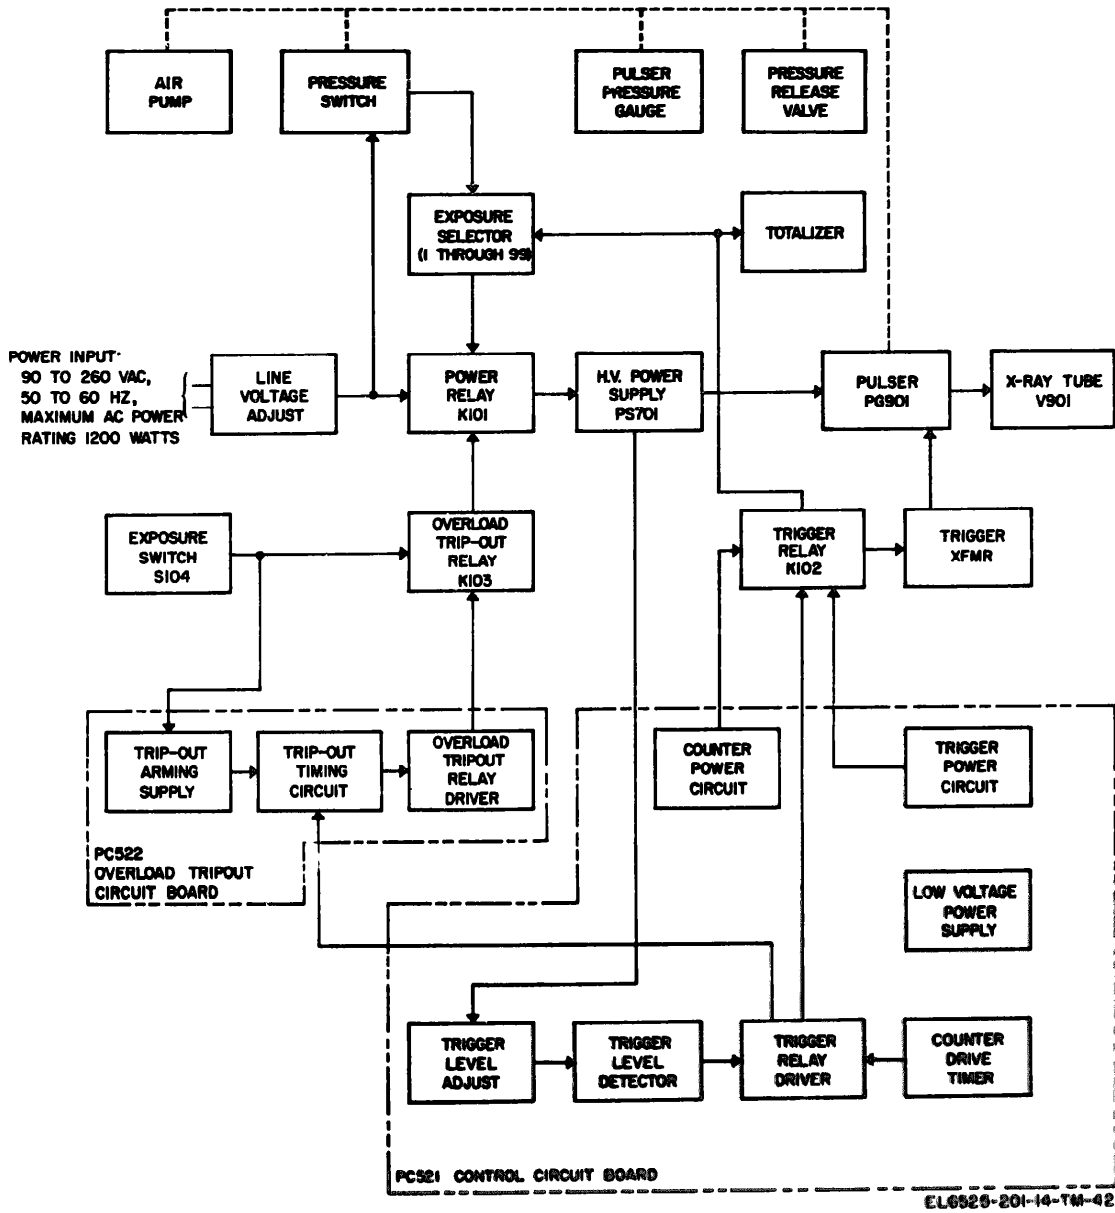 AIR
PUMP
PRESSURE
SWITCH
PULSER
PRESSURE
GAUGE
PRESSURE
RELEASE
VALVE
EXPOSURE
SELECTOR
(1 THROUGH 99)
TOTALIZER
POWER INPUT·
90 TO 260 VAC,
50 TO 60 HZ,
MAXIMUM AC POWER
RATING 1200 WATTS
LINE
VOLTAGE
ADJUST
POWER
RELAY
K101
H.V. POWER
SUPPLY
PS701
PULSER
PG901
X-RAY TUBE
V901
EXPOSURE
SWITCH
S104
OVERLOAD
TRIP-OUT
RELAY
K103
TRIGGER
RELAY
K102
TRIGGER
XFMR
TRIP-OUT
ARMING
SUPPLY
TRIP-OUT
TIMING
CIRCUIT
OVERLOAD
TRIPOUT
RELAY
DRIVER
COUNTER
POWER
CIRCUIT
TRIGGER
POWER
CIRCUIT
PC522
OVERLOAD TRIPOUT
CIRCUIT BOARD
LOW VOLTAGE
POWER
SUPPLY
TRIGGER
LEVEL
ADJUST
TRIGGER
LEVEL
DETECTOR
TRIGGER
RELAY
DRIVER
COUNTER
DRIVE
TIMER
PC521 CONTROL CIRCUIT BOARD
EL6525-201-14-TM-42